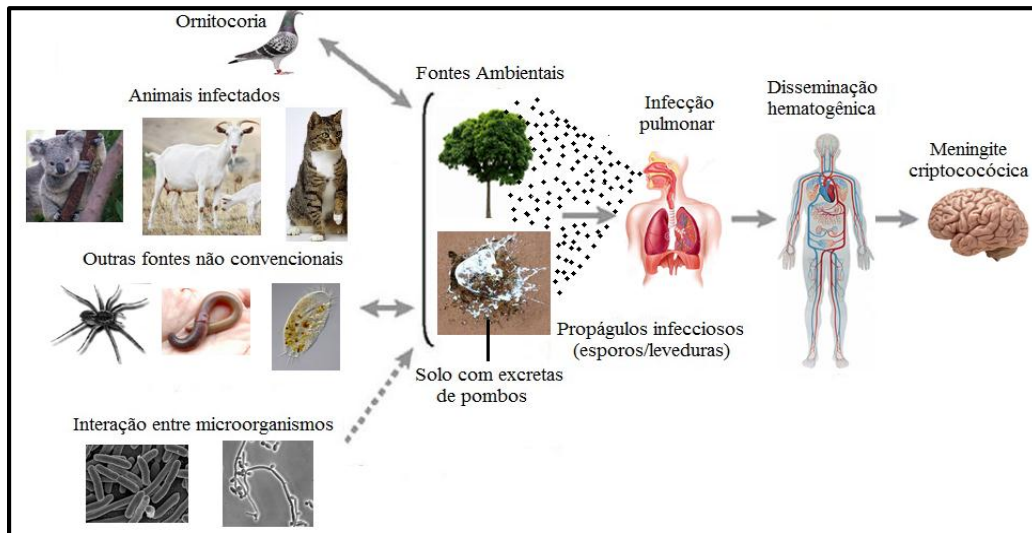 Ornitocoria
Animais infectados
Outras fontes não convencionais
Interação entre microorganismos
Fontes Ambientais
Solo com excretas
de pombos
Propágulos infecciosos
(esporos/leveduras)
Infecção
pulmonar
Disseminação
hematogênica
Meningite
criptocócica